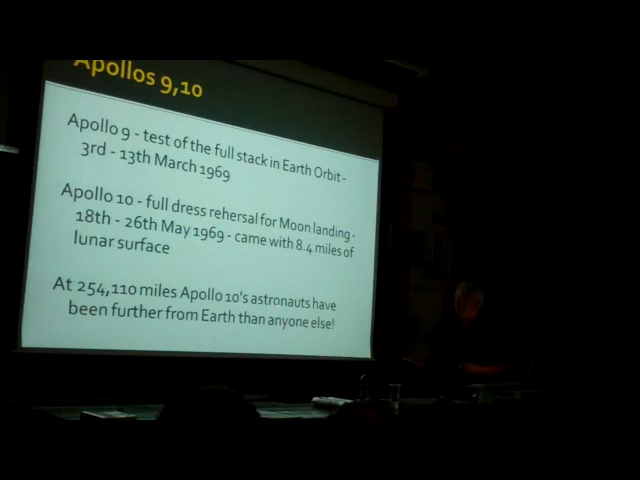 Apollos 9,10
Apollo 9 - test of the full stack in Earth Orbit -
3rd - 13th March 1969
Apollo 10 - full dress rehersal for Moon landing -
18th - 26th May 1969 - came with 8.4 miles of
lunar surface
At 254,110 miles Apollo 10's astronauts have
been further from Earth than anyone else!